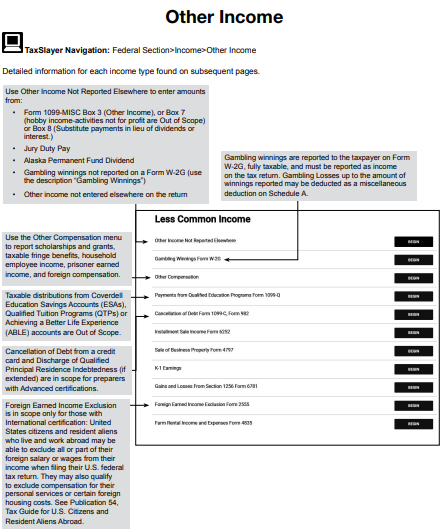 Other Income
TaxSlayer Navigation: Federal Section>Income>Other Income
Detailed information for each income type found on subsequent pages.
Use Other Income Not Reported Elsewhere to enter amounts
from:
• Form 1099-MISC Box 3 (Other Income), or Box 7
(hobby income-activities not for profit are Out of Scope)
or Box 8 (Substitute payments in lieu of dividends or
interest.)
• Jury Duty Pay
• Alaska Permanent Fund Dividend
• Gambling winnings not reported on a Form W-2G (use
the description "Gambling Winnings")
• Other income not entered elsewhere on the return
Gambling winnings are reported to the taxpayer on Form
W-2G, fully taxable, and must be reported as income
on the tax return. Gambling Losses up to the amount of
winnings reported may be deducted as a miscellaneous
deduction on Schedule A.
Use the Other Compensation menu
to report scholarships and grants,
taxable fringe benefits, household
employee income, prisoner earned
income, and foreign compensation.
Taxable distributions from Coverdell
Education Savings Accounts (ESAs),
Qualified Tuition Programs (QTPs) or
Achieving a Better Life Experience
(ABLE) accounts are Out of Scope.
Cancellation of Debt from a credit
card and Discharge of Qualified
Principal Residence Indebtedness (if
extended) are in scope for preparers
with Advanced certifications.
Foreign Earned Income Exclusion
is in scope only for those with
International certification: United
States citizens and resident aliens
who live and work abroad may be
able to exclude all or part of their
foreign salary or wages from their
income when filing their U.S. federal
tax return. They may also qualify
to exclude compensation for their
personal services or certain foreign
housing costs. See Publication 54,
Tax Guide for U.S. Citizens and
Resident Aliens Abroad.
Less Common Income
Other Income Not Reported Elsewhere BEGIN
Gambling Winnings Form W-2G BEGIN
Other Compensation BEGIN
Payments from Qualified Education Programs Form 1099-Q BEGIN
Cancellation of Debt Form 1099-C, Form 982 BEGIN
Installment Sale Income Form 6252 BEGIN
Sale of Business Property Form 4797 BEGIN
K-1 Earnings BEGIN
Gains and Losses From Section 1256 Form 6781 BEGIN
Foreign Earned Income Exclusion Form 2555 BEGIN
Farm Rental Income and Expenses Form 4835 BEGIN